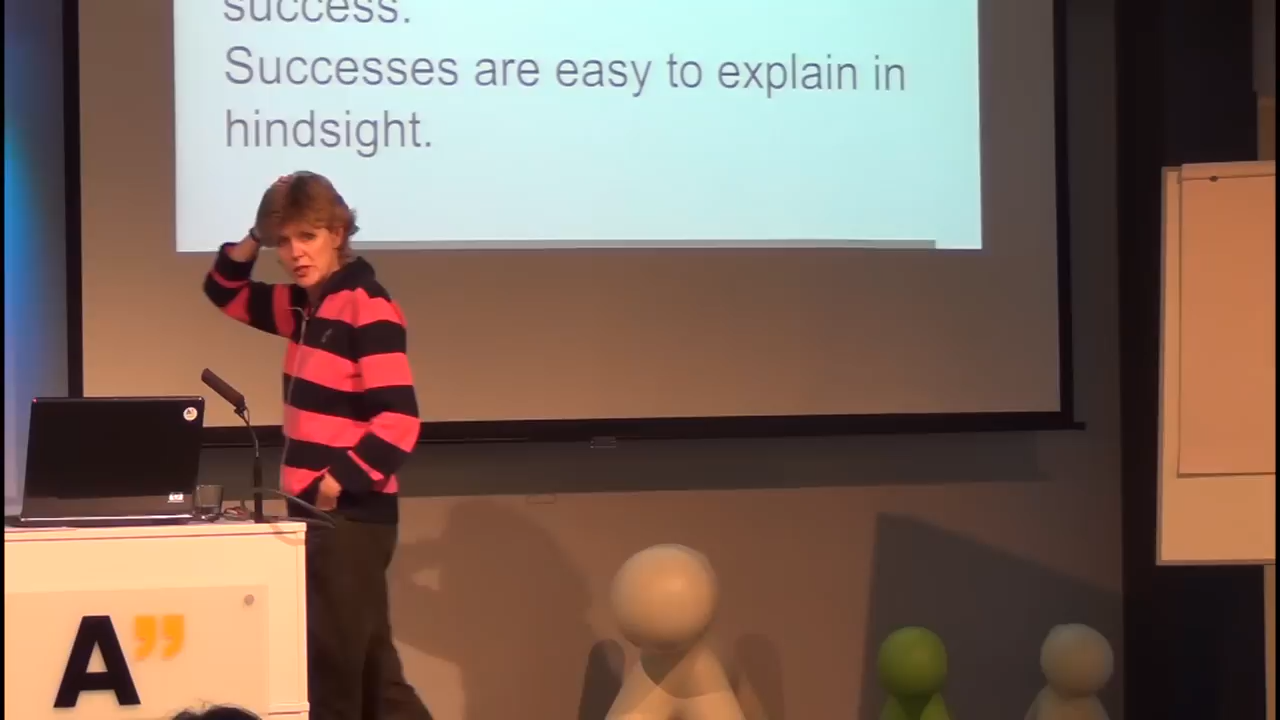 success.
Successes are easy to explain in
hindsight.
A”